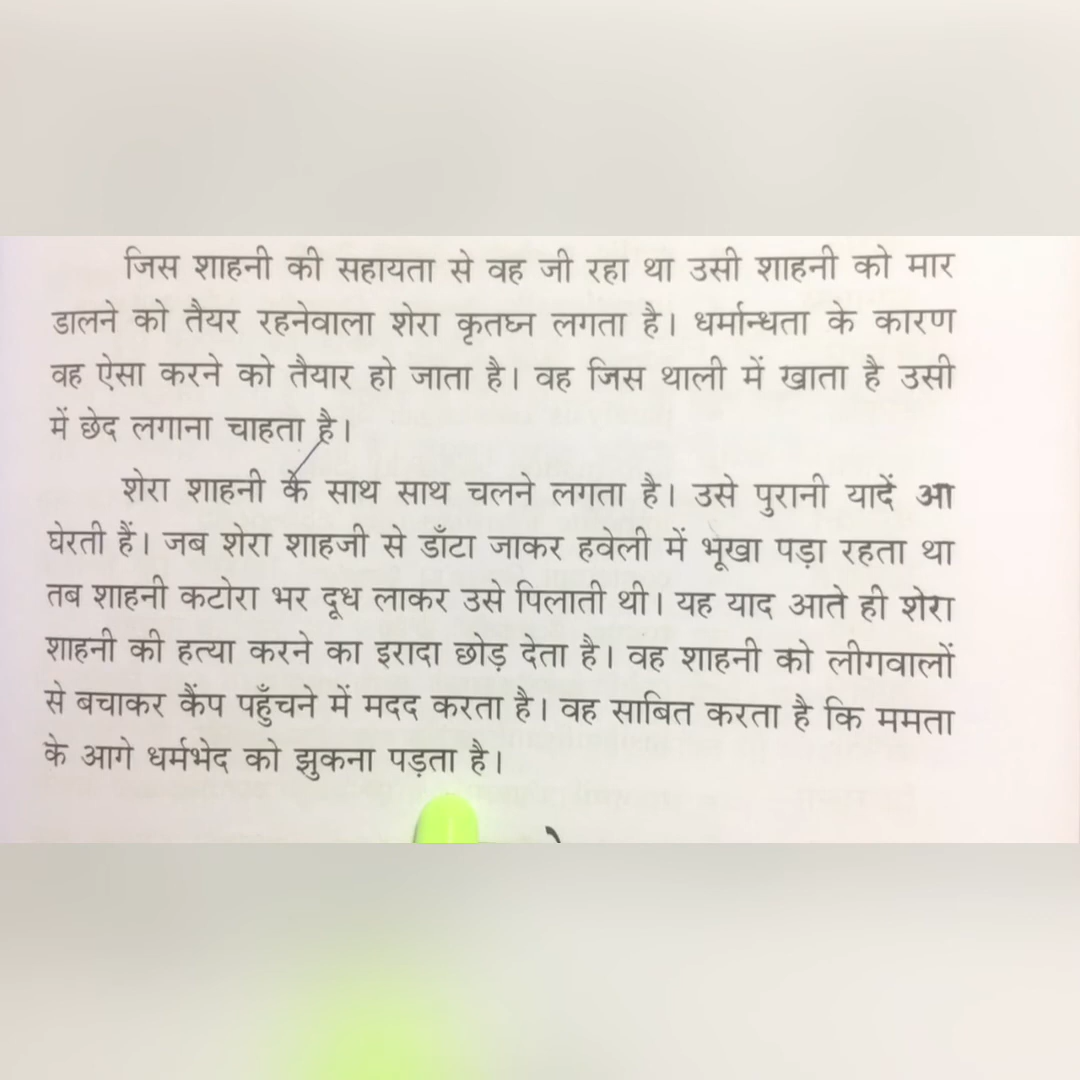 जिस शाहनी की सहायता से वह जी रहा था उसी शाहनी को मार
डालने को तैयर रहनेवाला शेरा कृतघ्न लगता है। धर्मान्धता के कारण
वह ऐसा करने को तैयार हो जाता है। वह जिस थाली में खाता है उसी
में छेद लगाना चाहता है।
शेरा शाहनी के साथ साथ चलने लगता है। उसे पुरानी यादें आ
घेरती हैं। जब शेरा शाहजी से डाँटा जाकर हवेली में भूखा पड़ा रहता था
तब शाहनी कटोरा भर दूध लाकर उसे पिलाती थी। यह याद आते ही शेरा
शाहनी की हत्या करने का इरादा छोड़ देता है। वह शाहनी को लीगवालों
से बचाकर कैंप पहुँचने में मदद करता है। वह साबित करता है कि ममता
के आगे धर्मभेद को झुकना पड़ता है।